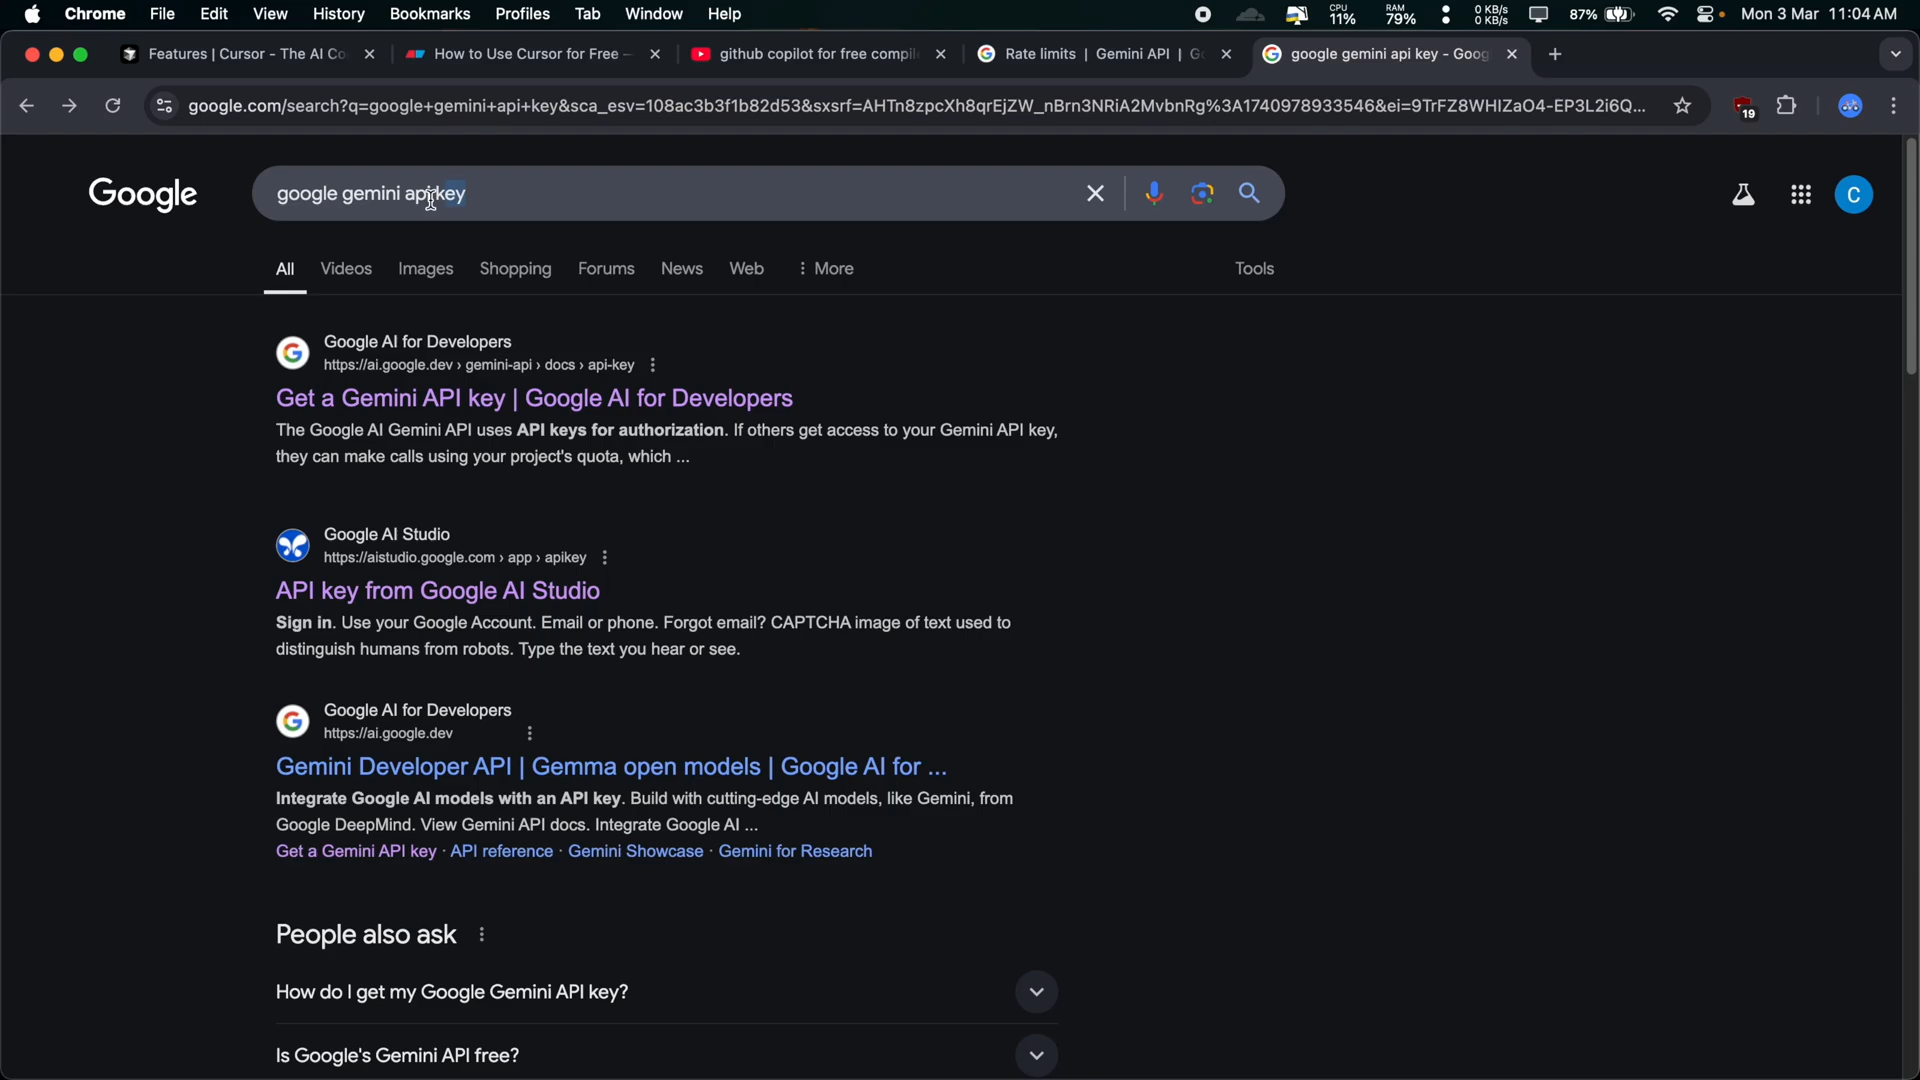 Chrome File Edit View History Bookmarks Profiles Tab Window Help CPU 11% RAM 79% 0 KB/s 0 KB/s 87% Mon 3 Mar 11:04 AM
Features | Cursor - The AI Co How to Use Cursor for Free - github copilot for free compil Rate limits | Gemini API | G google gemini api key - Goog
google.com/search?q=google+gemini+api+key&sca_esv=108ac3b3f1b82d53&sxsrf=AHTn8zpcXh8qrEjZW_nBrn3NRiA2MvbnRg%3A1740978933546&ei=9TrFZ8WHIZaO4-EP3L2i6Q... 19
Google google gemini api key C
All Videos Images Shopping Forums News Web More Tools
Google AI for Developers
https://ai.google.dev › gemini-api › docs › api-key
Get a Gemini API key | Google AI for Developers
The Google AI Gemini API uses API keys for authorization. If others get access to your Gemini API key,
they can make calls using your project's quota, which ...
Google AI Studio
https://aistudio.google.com › app › apikey
API key from Google AI Studio
Sign in. Use your Google Account. Email or phone. Forgot email? CAPTCHA image of text used to
distinguish humans from robots. Type the text you hear or see.
Google AI for Developers
https://ai.google.dev
Gemini Developer API | Gemma open models | Google AI for ...
Integrate Google AI models with an API key. Build with cutting-edge AI models, like Gemini, from
Google DeepMind. View Gemini API docs. Integrate Google AI ...
Get a Gemini API key · API reference · Gemini Showcase · Gemini for Research
People also ask
How do I get my Google Gemini API key?
Is Google's Gemini API free?